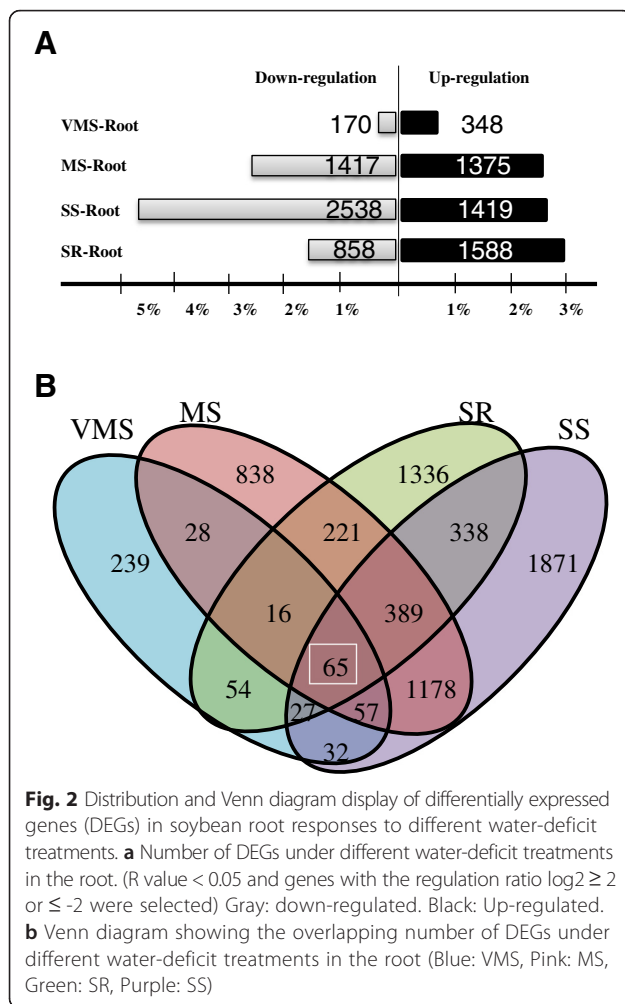 A
Down-regulation Up-regulation
VMS-Root 170 348
MS-Root 1417 1375
SS-Root 2538 1419
SR-Root 858 1588
5% 4% 3% 2% 1% 1% 2% 3%
B
VMS MS SR SS
838 1336
28 221 338
239 1871
16 389
65
54 1178
27 57
32
Fig. 2 Distribution and Venn diagram display of differentially expressed
genes (DEGs) in soybean root responses to different water-deficit
treatments. a Number of DEGs under different water-deficit treatments
in the root. (R value < 0.05 and genes with the regulation ratio log2 ≥ 2
or ≤ -2 were selected) Gray: down-regulated. Black: Up-regulated.
b Venn diagram showing the overlapping number of DEGs under
different water-deficit treatments in the root (Blue: VMS, Pink: MS,
Green: SR, Purple: SS)